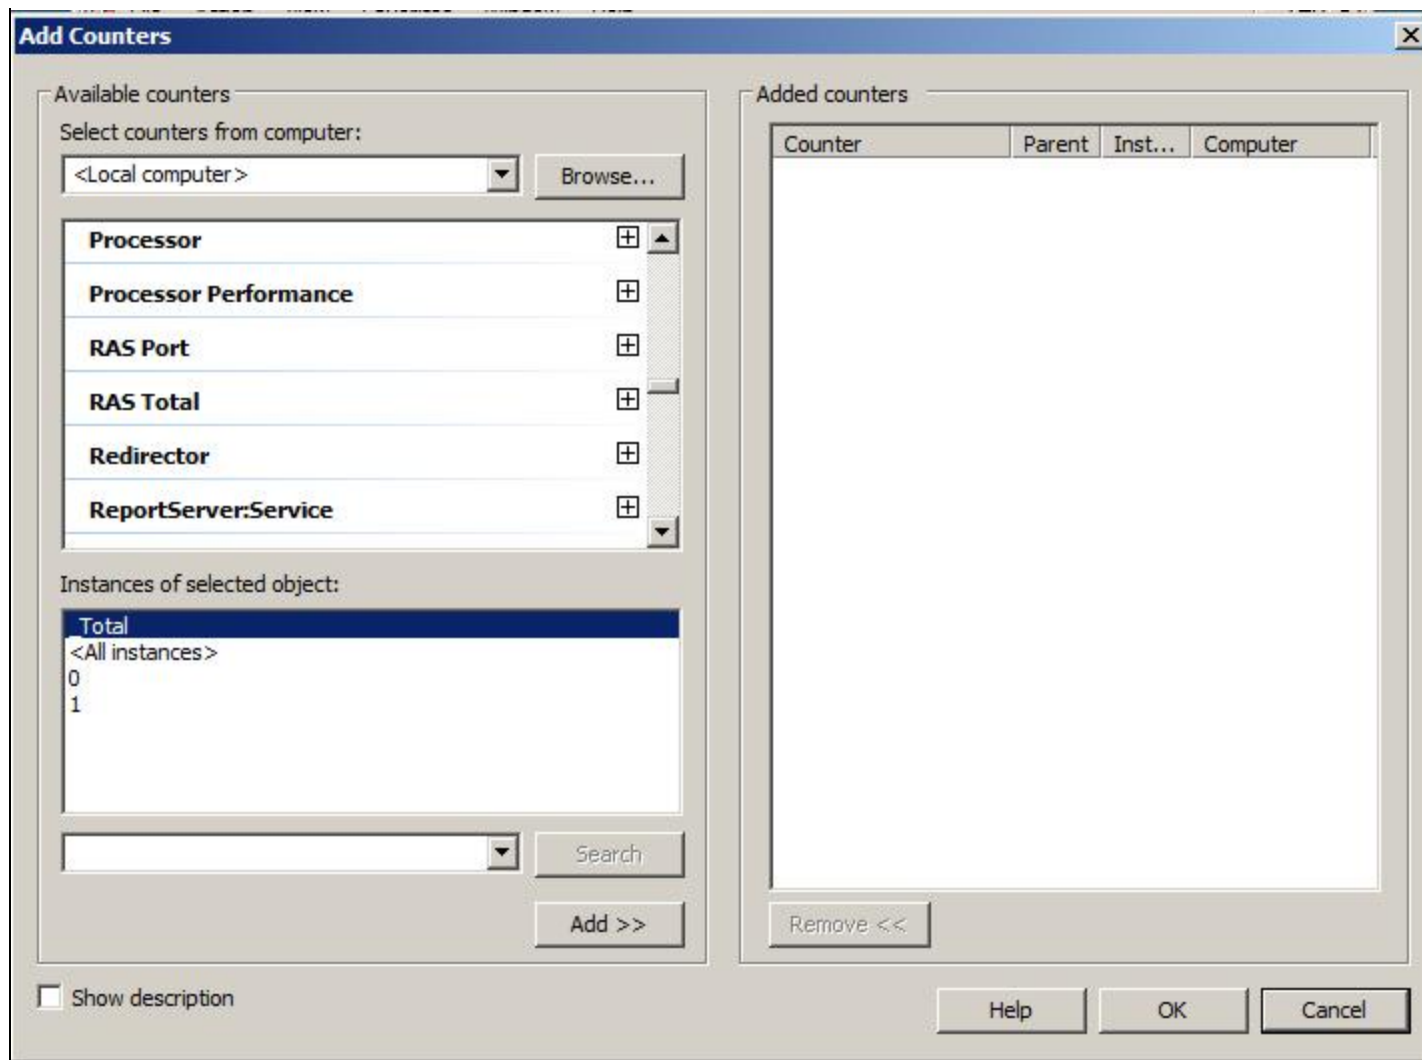 Add Counters
Available counters
Select counters from computer:
<Local computer>
Browse...
Processor
Processor Performance
RAS Port
RAS Total
Redirector
ReportServer:Service
Instances of selected object:
_Total
<All instances>
0
1
Search
Add >>
Show description
Added counters
Counter Parent Inst... Computer
Remove <<
Help OK Cancel